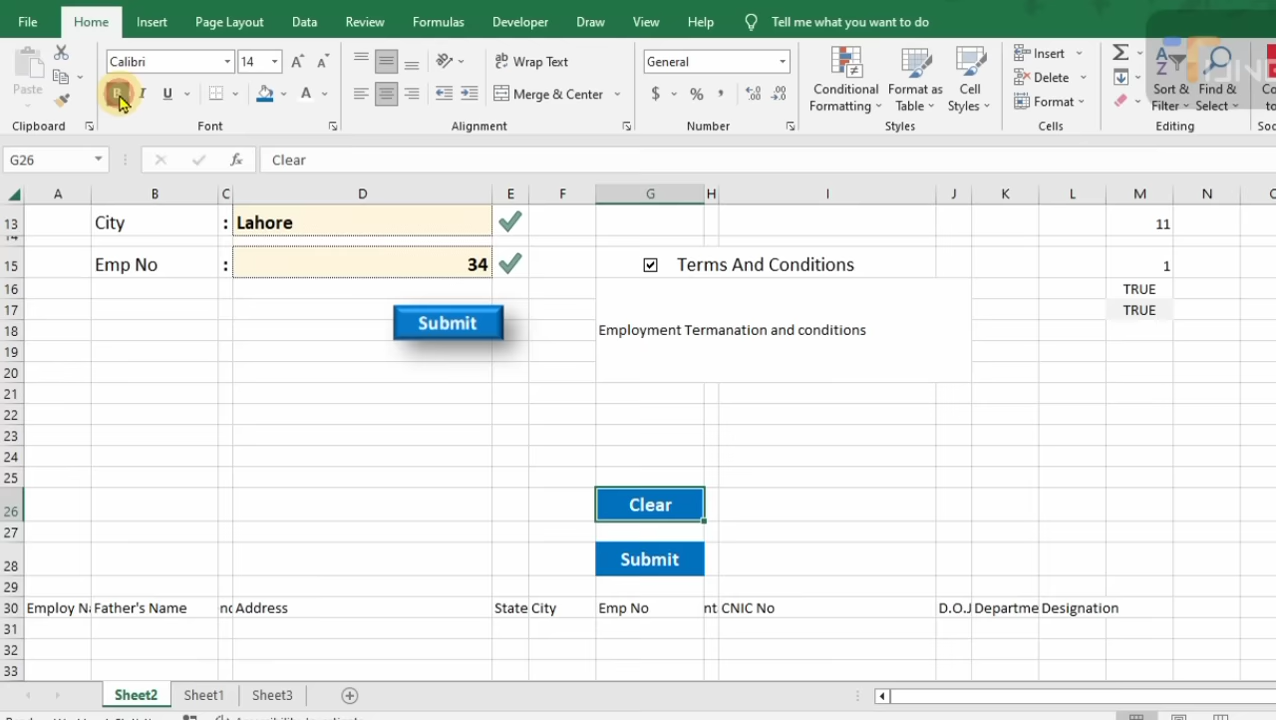 File Home Insert Page Layout Data Review Formulas Developer Draw View Help Tell me what you want to do
Paste
Calibri 14
B I U A
Wrap Text
Merge & Center
General
$ % ,
Conditional Formatting
Format as Table
Cell Styles
Insert
Delete
Format
Sort & Filter
Find & Select
Clipboard Font Alignment Number Styles Cells Editing
G26 fx Clear
A B C D E F G H I J K L M N
13 City : Lahore 11
14
15 Emp No : 34 Terms And Conditions 1
16 TRUE
17 TRUE
Submit
18 Employment Termanation and conditions
19
20
21
22
23
24
25
26 Clear
27
28 Submit
29
30 Employ Na Father's Name Address State City Emp No nt CNIC No D.O.J Departme Designation
31
32
33
Sheet2 Sheet1 Sheet3